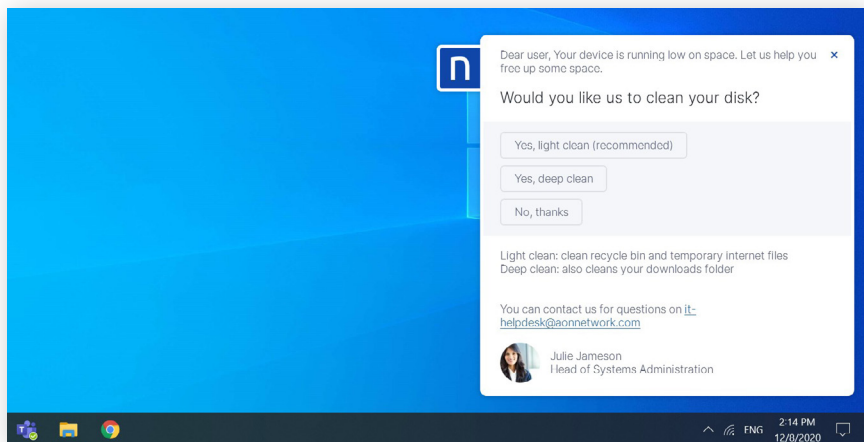 n
Dear user, Your device is running low on space. Let us help you
free up some space.
Would you like us to clean your disk?
Yes, light clean (recommended)
Yes, deep clean
No, thanks
Light clean: clean recycle bin and temporary internet files
Deep clean: also cleans your downloads folder
You can contact us for questions on it-
helpdesk@aonnetwork.com
Julie Jameson
Head of Systems Administration
ENG
2:14 PM
12/8/2020